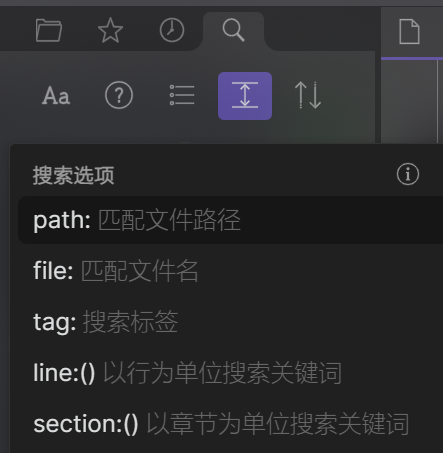 Aa
搜索选项
path: 匹配文件路径
file: 匹配文件名
tag: 搜索标签
line:() 以行为单位搜索关键词
section:() 以章节为单位搜索关键词